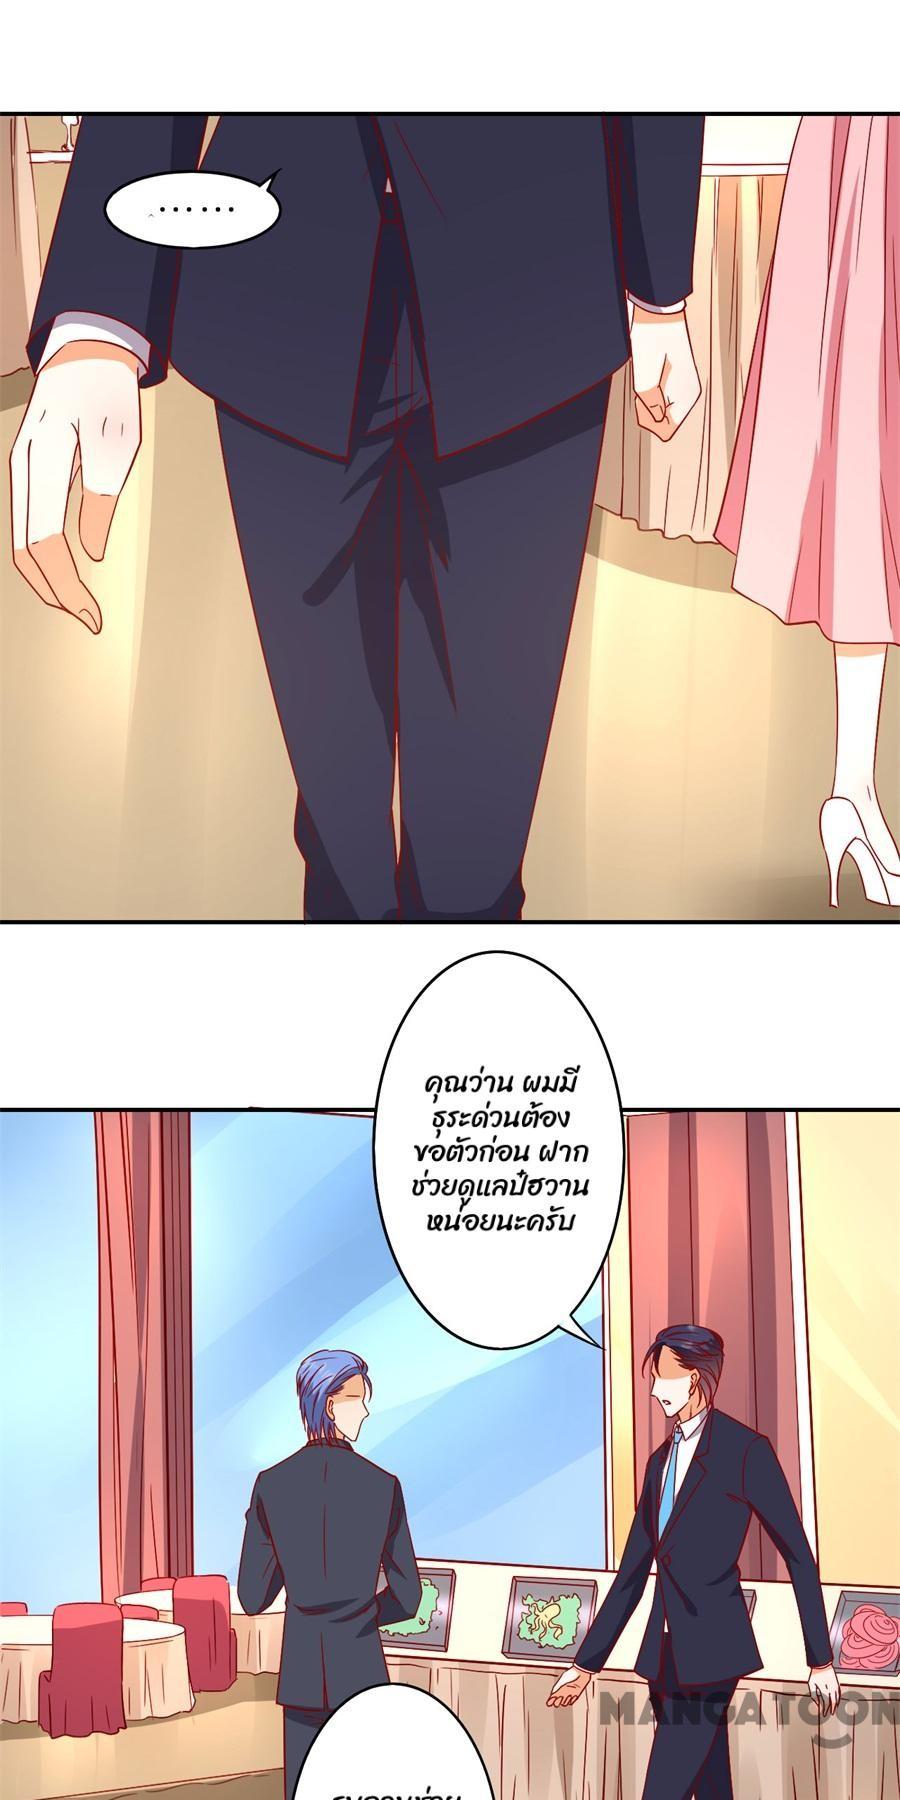 ......
คุณว่าน ผมมี
ธุระด่วนต้อง
ขอตัวก่อน ฝาก
ช่วยดูแลป๋ฮวาน
หน่อยนะครับ
MANGATOON